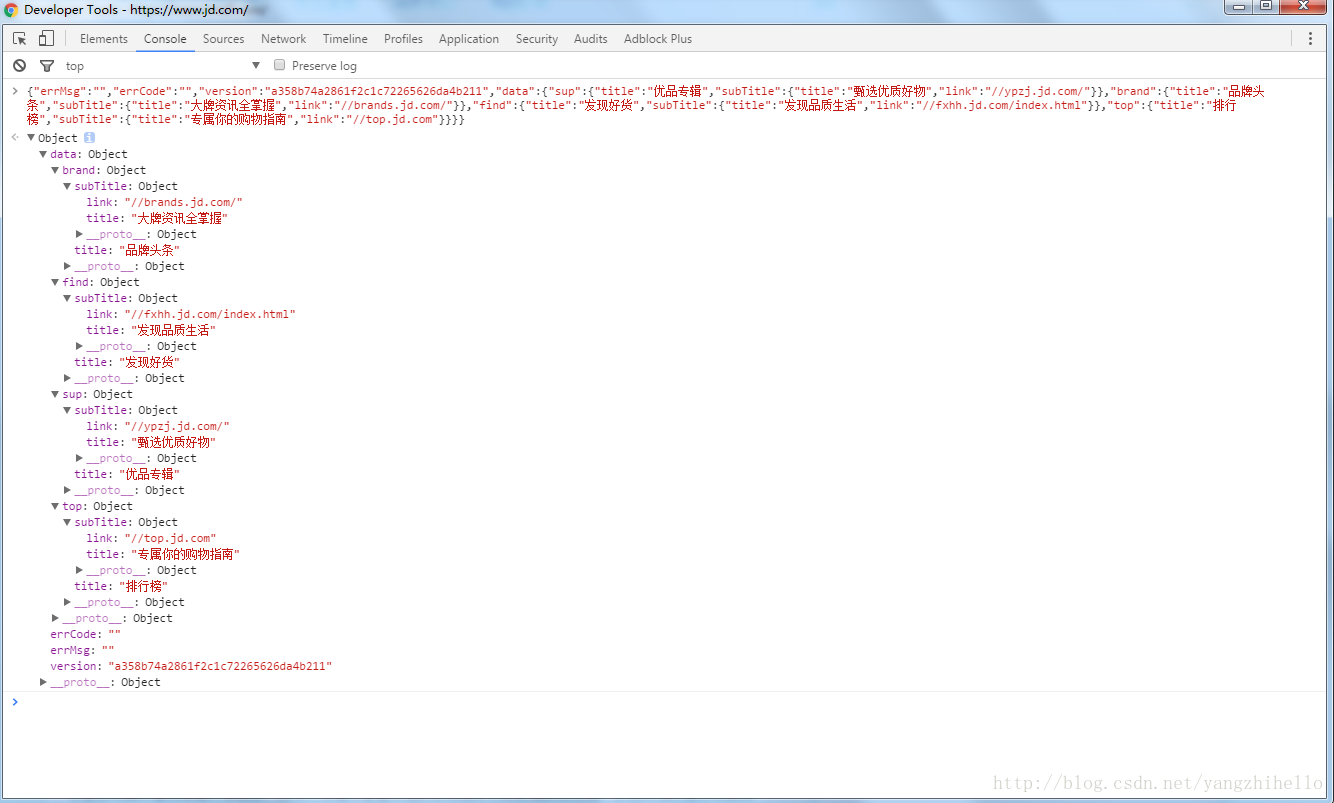 Developer Tools - https://www.jd.com/
Elements Console Sources Network Timeline Profiles Application Security Audits Adblock Plus
top Preserve log
{"errMsg":"","errCode":"","version":"a358b74a2861f2c1c72265626da4b211","data":{"sup":{"title":"优品专辑","subTitle":{"title":"甄选优质好物","link":"//ypzj.jd.com/"}},"brand":{"title":"品牌头
条","subTitle":{"title":"大牌资讯全掌握","link":"//brands.jd.com/"}},"find":{"title":"发现好货","subTitle":{"title":"发现品质生活","link":"//fxhh.jd.com/index.html"}},"top":{"title":"排行
榜","subTitle":{"title":"专属你的购物指南","link":"//top.jd.com"}}}}
Object i
data: Object
brand: Object
subTitle: Object
link: "//brands.jd.com/"
title: "大牌资讯全掌握"
__proto__: Object
title: "品牌头条"
__proto__: Object
find: Object
subTitle: Object
link: "//fxhh.jd.com/index.html"
title: "发现品质生活"
__proto__: Object
title: "发现好货"
__proto__: Object
sup: Object
subTitle: Object
link: "//ypzj.jd.com/"
title: "甄选优质好物"
__proto__: Object
title: "优品专辑"
__proto__: Object
top: Object
subTitle: Object
link: "//top.jd.com"
title: "专属你的购物指南"
__proto__: Object
title: "排行榜"
__proto__: Object
__proto__: Object
errCode: ""
errMsg: ""
version: "a358b74a2861f2c1c72265626da4b211"
__proto__: Object
http://blog.csdn.net/yangzhihello